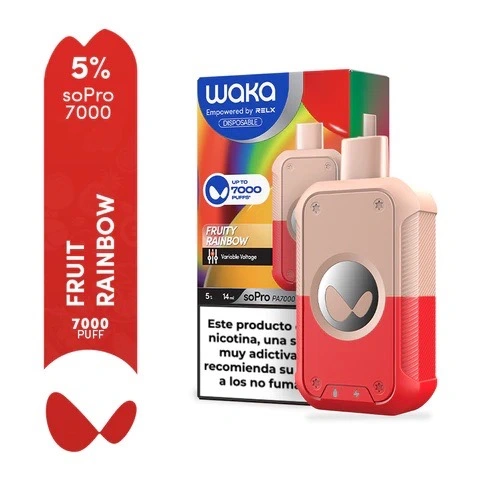 5%
soPro
7000
FRUIT
RAINBOW
7000
PUFF
WAKA
Empowered by RELX
DISPOSABLE
UP TO
7000
PUFFS*
FRUITY
RAINBOW
Variable Voltage
5% 14ml soPro PA7000
Este producto
nicotina, una s
muy adictiva
recomienda su
a los no fuma